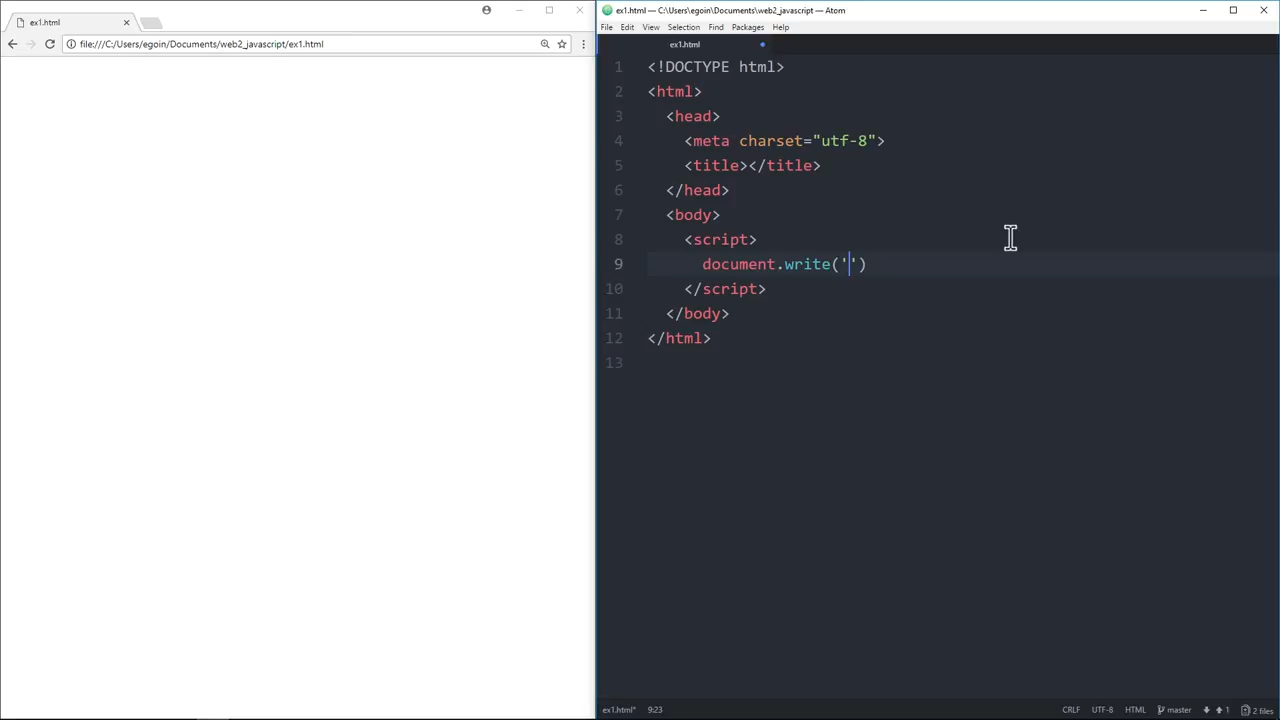 ex1.html
file:///C:/Users/egoin/Documents/web2_javascript/ex1.html
ex1.html — C:\Users\egoin\Documents\web2_javascript — Atom
File Edit View Selection Find Packages Help
ex1.html
1 <!DOCTYPE html>
2 <html>
3 <head>
4 <meta charset="utf-8">
5 <title></title>
6 </head>
7 <body>
8 <script>
9 document.write('')
10 </script>
11 </body>
12 </html>
13
ex1.html* 9:23 CRLF UTF-8 HTML master 1 2 files